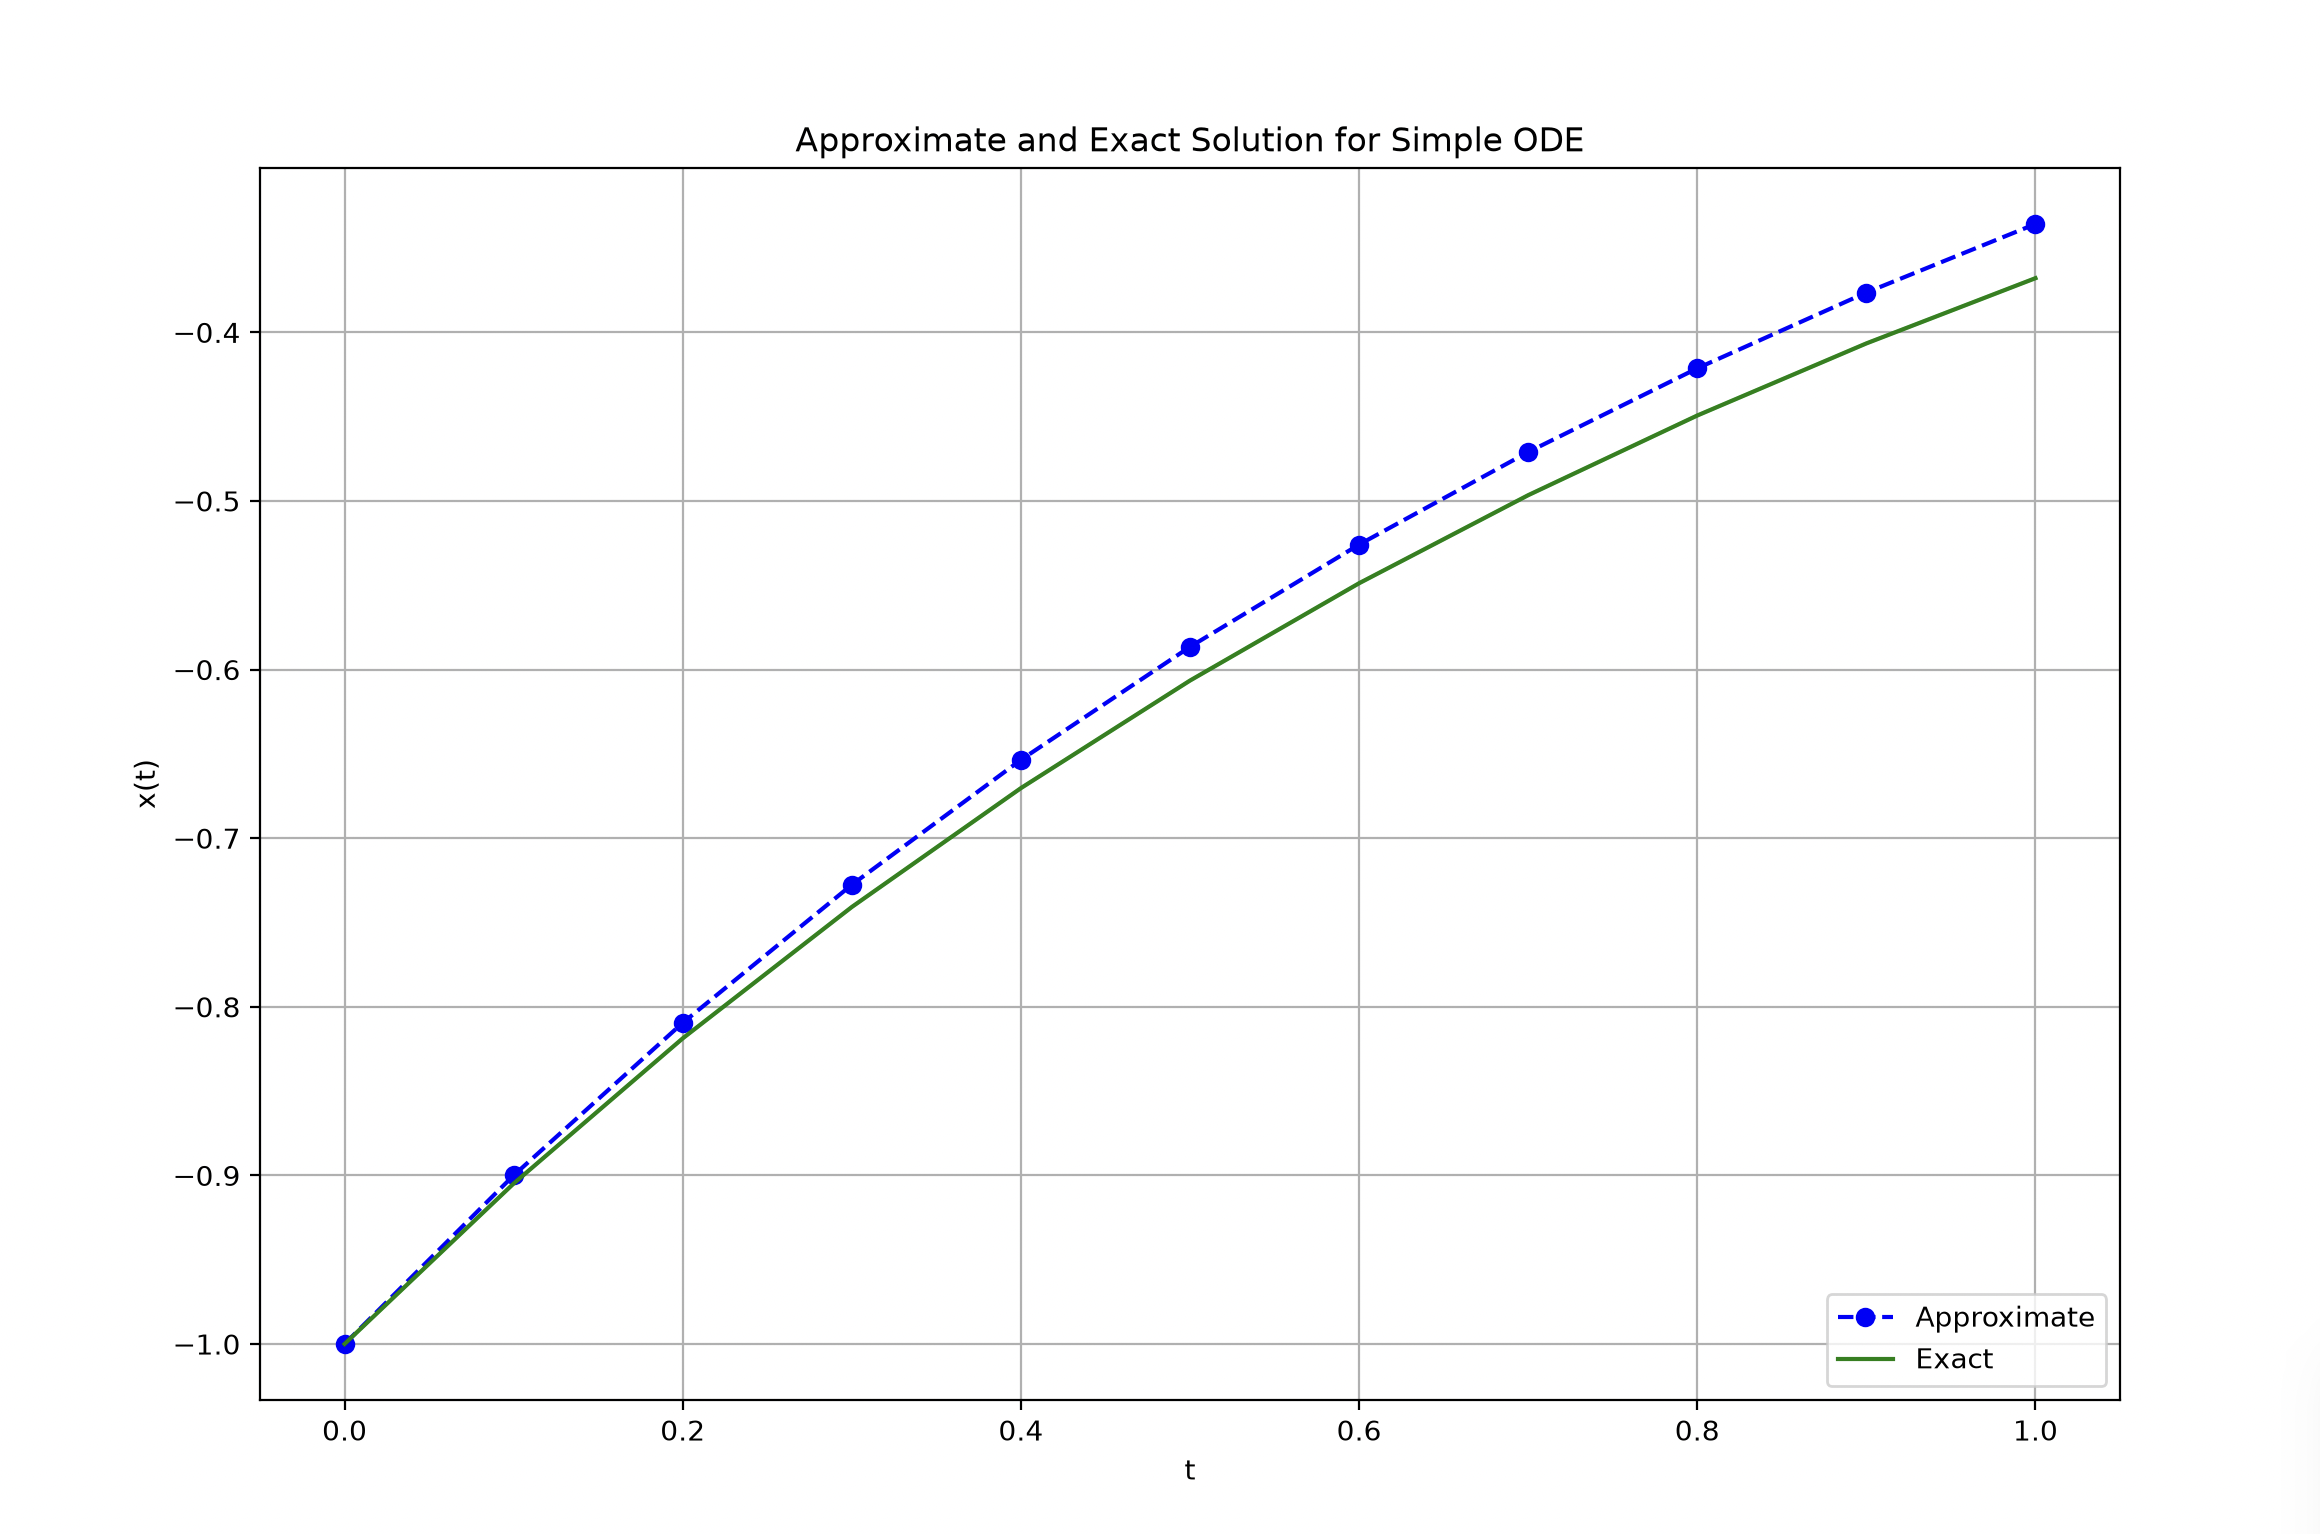 Approximate and Exact Solution for Simple ODE
x(t)
−0.4
−0.5
−0.6
−0.7
−0.8
−0.9
−1.0
0.0 0.2 0.4 0.6 0.8 1.0
t
Approximate
Exact